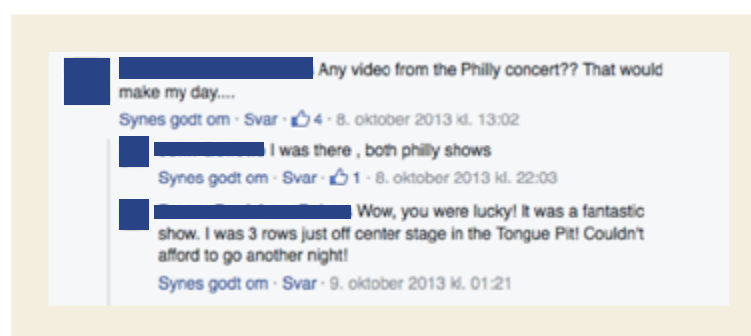 Any video from the Philly concert?? That would
make my day....
Synes godt om · Svar · 4 · 8. oktober 2013 kl. 13:02
I was there , both philly shows
Synes godt om · Svar · 1 · 8. oktober 2013 kl. 22:03
Wow, you were lucky! It was a fantastic
show. I was 3 rows just off center stage in the Tongue Pit! Couldn't
afford to go another night!
Synes godt om · Svar · 9. oktober 2013 kl. 01:21